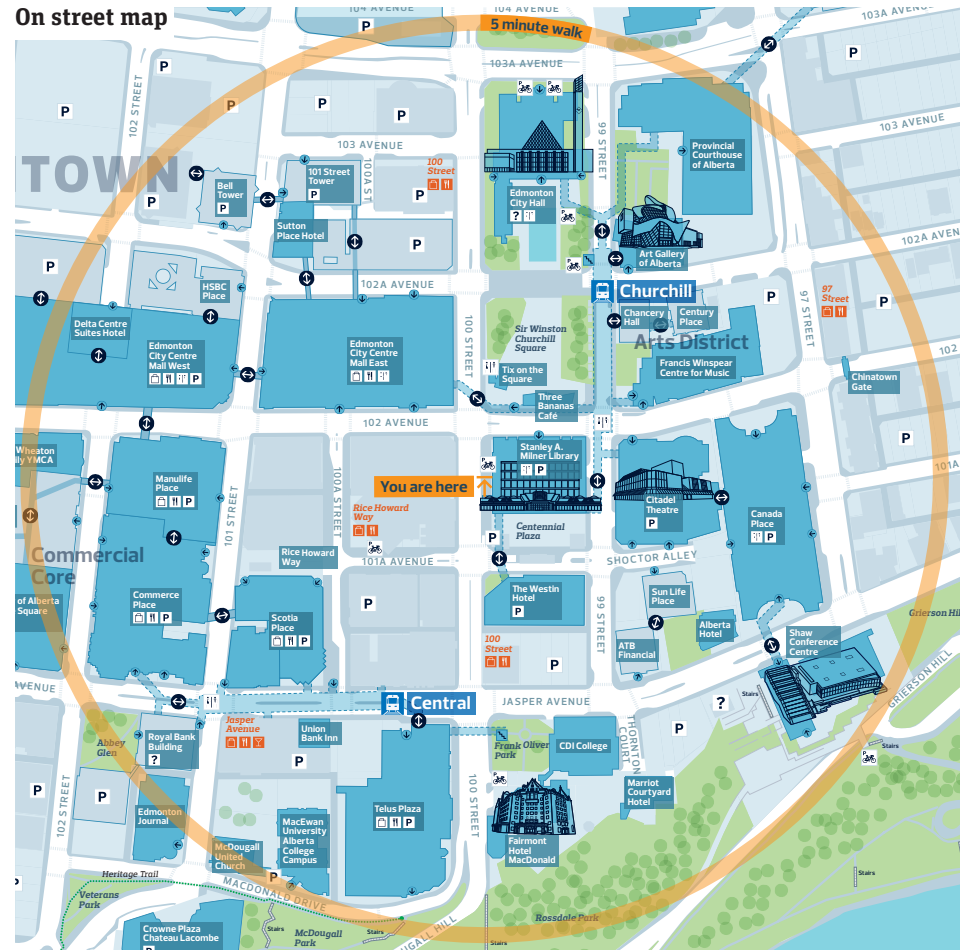 On street map
104 AVENUE
104 AVENUE
103A AVENUE
5 minute walk
103A AVENUE
102 STREET
99 STREET
103 AVENUE
103 AVENUE
TOWN
100A ST
100
Street
Provincial
Courthouse
of Alberta
Bell
Tower
P
101 Street
Tower
P
Edmonton
City Hall
?
Sutton
Place Hotel
Art Gallery
of Alberta
102A AVENUE
102A AVEN
HSBC
Place
Churchill
97
Street
97 STREET
Chancery
Hall
Century
Place
Arts District
Delta Centre
Suites Hotel
Edmonton
City Centre
Mall West
P
Edmonton
City Centre
Mall East
P
100 STREET
Sir Winston
Churchill
Square
Francis Winspear
Centre for Music
102
Tix on the
Square
Chinatown
Gate
Three
Bananas
Café
102 AVENUE
Wheaton
ily YMCA
Stanley A.
Milner Library
P
101A
Manulife
Place
P
100A STREET
You are here
Citadel
Theatre
P
101 STREET
Rice Howard
Way
Canada
Place
P
Centennial
Plaza
P
Commercial
Core
Rice Howard
Way
101A AVENUE
SHOCTOR ALLEY
Commerce
Place
P
The Westin
Hotel
P
99 STREET
Sun Life
Place
of Alberta
Square
Scotia
Place
P
P
Alberta
Hotel
Grierson Hill
100
Street
ATB
Financial
P
Shaw
Conference
Centre
GRIERSON HILL
AVENUE
Central
JASPER AVENUE
Stairs
?
Jasper
Avenue
Union
Bank Inn
Royal Bank
Building
?
Abbey
Glen
Frank Oliver
Park
CDI College
THORNTON
COURT
P
Stairs
Stairs
P
P
P
102 STREET
100 STREET
Marriot
Courtyard
Hotel
Edmonton
Journal
Telus Plaza
P
MacEwan
University
Alberta
College
Campus
McDougall
United
Church
Fairmont
Hotel
MacDonald
Heritage Trail
P
MACDONALD DRIVE
Stairs
Stairs
Veterans
Park
Rossdale Park
Crowne Plaza
Chateau Lacombe
Stairs
McDougall
Park
Stairs
UGALL HILL